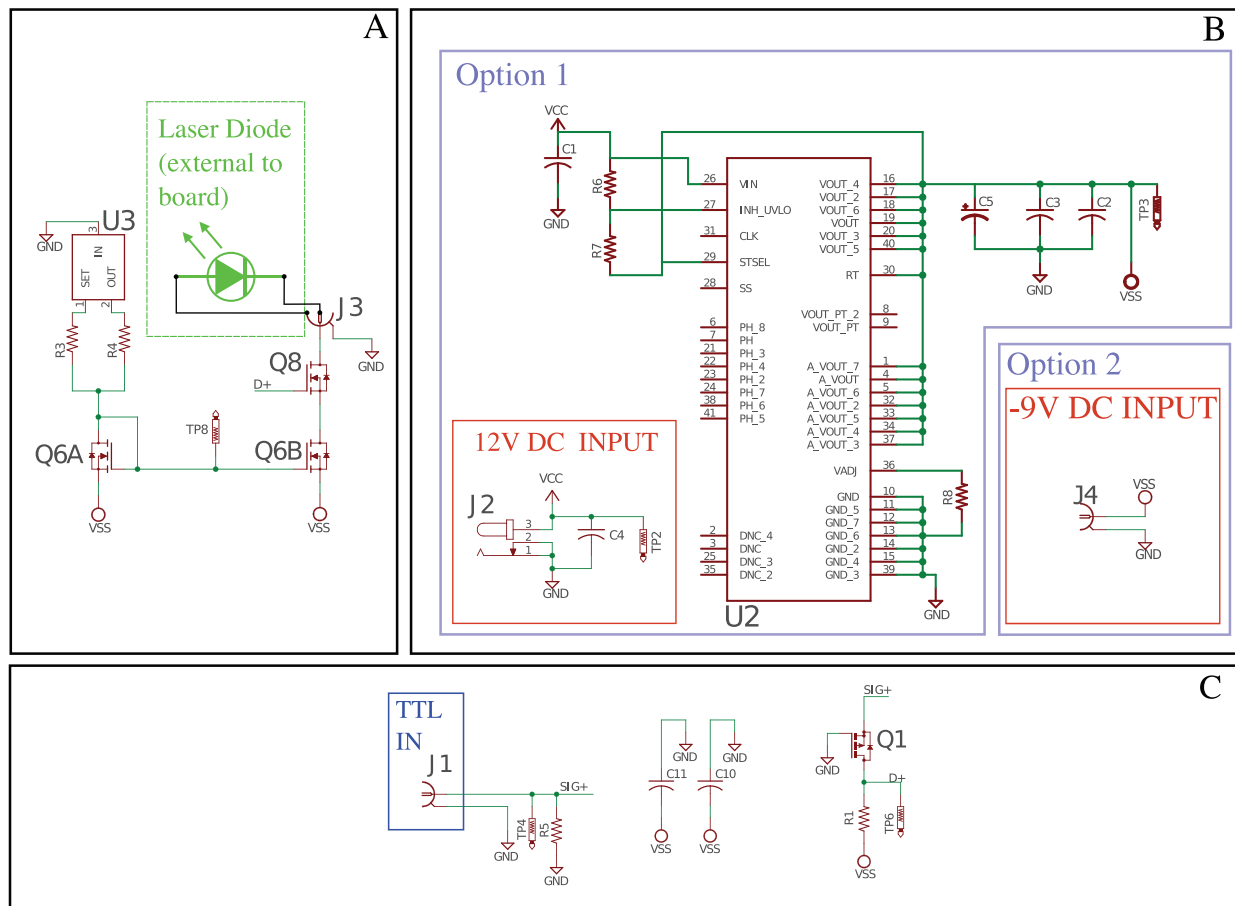 A
Laser Diode
(external to
board)
U3
GND
3
IN
SET
OUT
1
2
R3
R4
J3
GND
Q8
D+
TP8
Q6A
Q6B
VSS
VSS
B
Option 1
VCC
C1
GND
R6
R7
26 VIN
27 INH_UVLO
31 CLK
29 STSEL
28 SS
6 PH_8
7 PH
21 PH_3
22 PH_4
23 PH_2
24 PH_7
38 PH_6
41 PH_5
2 DNC_4
3 DNC
25 DNC_3
35 DNC_2
VOUT_4 16
VOUT_2 17
VOUT_6 18
VOUT 19
VOUT_3 20
VOUT_5 40
RT 30
VOUT_PT_2 8
VOUT_PT 9
A_VOUT_7 1
A_VOUT 4
A_VOUT_6 5
A_VOUT_2 32
A_VOUT_5 33
A_VOUT_4 34
A_VOUT_3 37
VADJ 36
GND 10
GND_5 11
GND_7 12
GND_6 13
GND_2 14
GND_4 15
GND_3 39
U2
R8
GND
C5
C3
C2
TP3
GND
VSS
12V DC INPUT
VCC
J2
3
2
1
C4
TP2
GND
Option 2
-9V DC INPUT
VSS
J4
GND
C
TTL
IN
J1
SIG+
GND
TP4
R5
GND
GND
C11
VSS
GND
C10
VSS
SIG+
Q1
GND
D+
R1
TP6
VSS